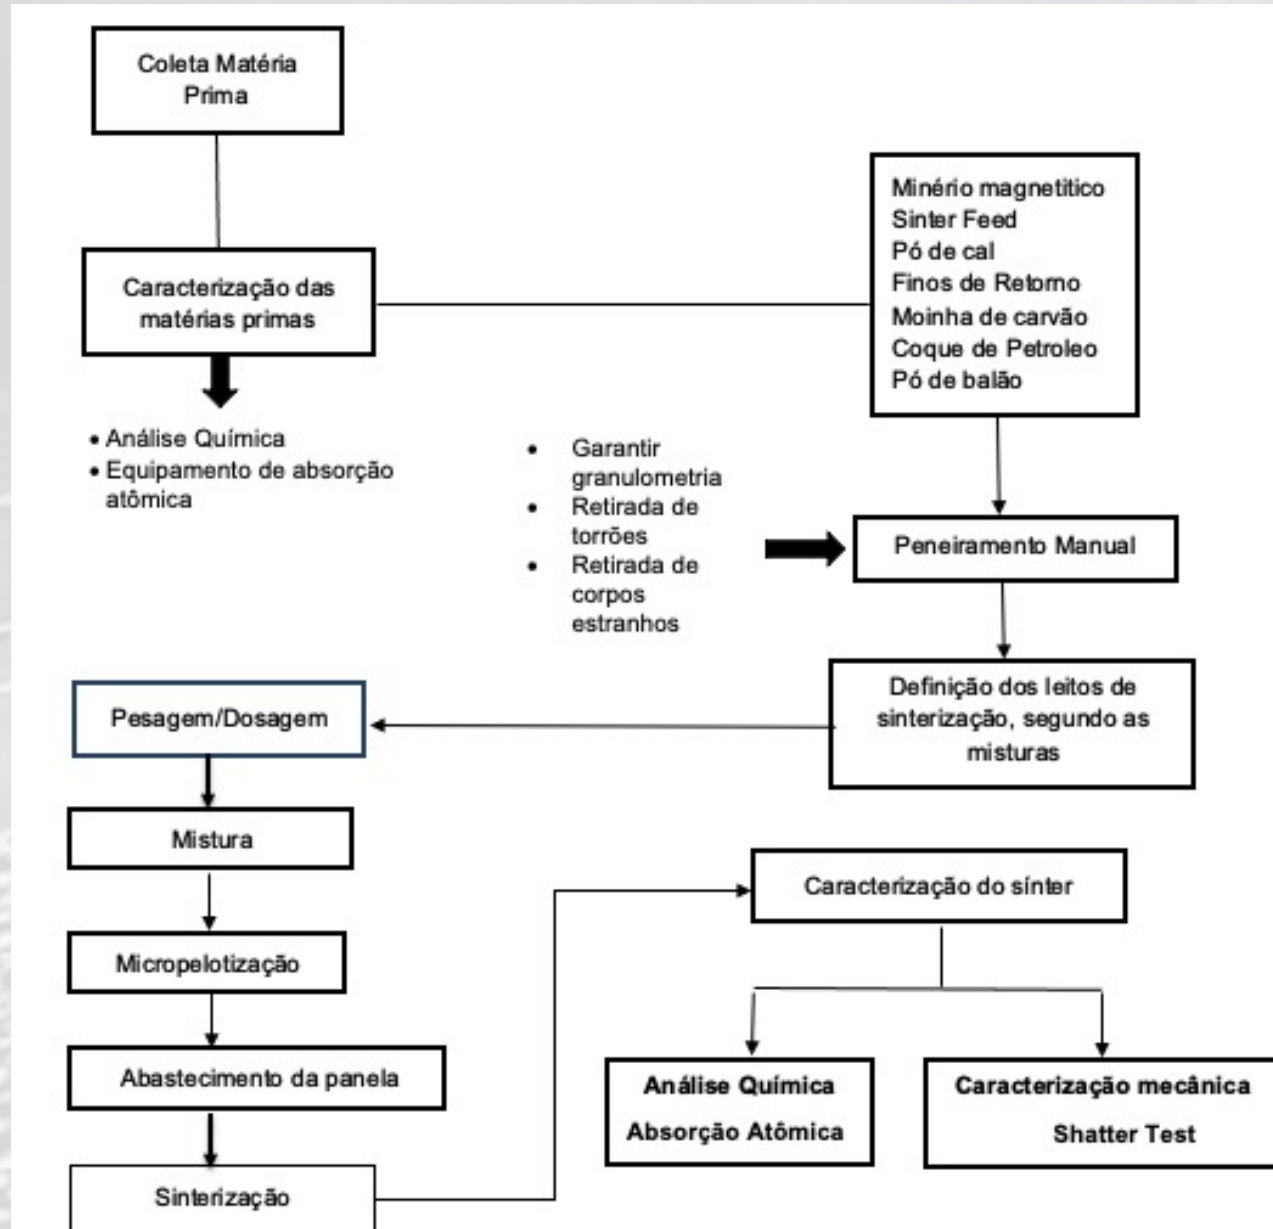 Coleta Matéria
Prima
Caracterização das
matérias primas
• Análise Química
• Equipamento de absorção
atômica
Minério magnetitico
Sinter Feed
Pó de cal
Finos de Retorno
Moinha de carvão
Coque de Petroleo
Pó de balão
• Garantir
granulometria
• Retirada de
torrões
• Retirada de
corpos
estranhos
Peneiramento Manual
Definição dos leitos de
sinterização, segundo as
misturas
Pesagem/Dosagem
Mistura
Micropelotização
Abastecimento da panela
Sinterização
Caracterização do sínter
Análise Química
Absorção Atômica
Caracterização mecânica
Shatter Test